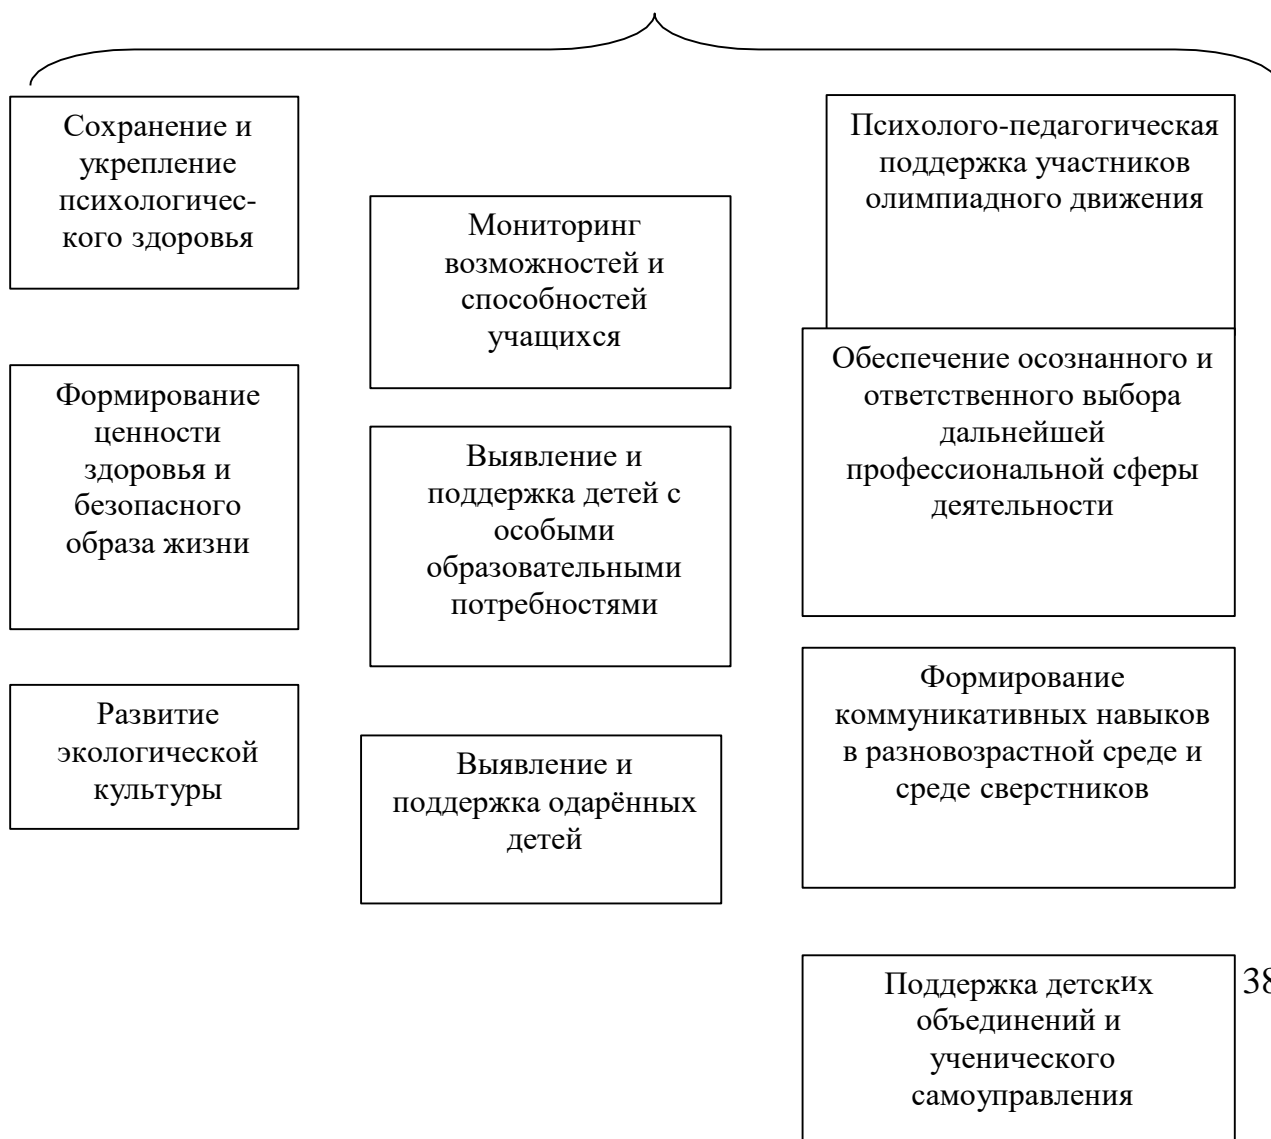 Сохранение и
укрепление
психологичес-
кого здоровья
Формирование
ценности
здоровья и
безопасного
образа жизни
Развитие
экологической
культуры
Мониторинг
возможностей и
способностей
учащихся
Выявление и
поддержка детей с
особыми
образовательными
потребностями
Выявление и
поддержка одарённых
детей
Психолого-педагогическая
поддержка участников
олимпиадного движения
Обеспечение осознанного и
ответственного выбора
дальнейшей
профессиональной сферы
деятельности
Формирование
коммуникативных навыков
в разновозрастной среде и
среде сверстников
Поддержка детских
объединений и
ученического
самоуправления
38